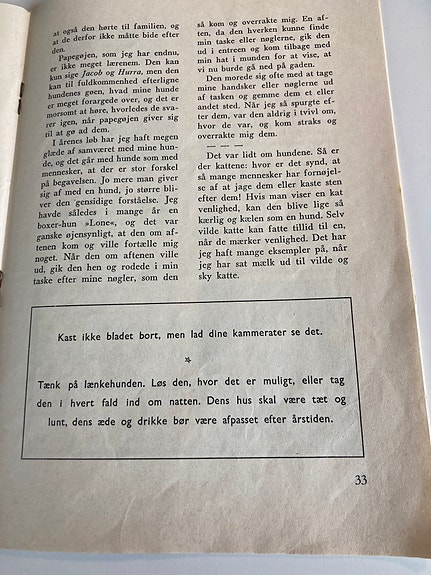 at også den hørte til familien, og
at de derfor ikke måtte bide efter
den.
Papegøjen, som jeg har endnu,
er ikke meget lærenem. Den kan
kun sige Jacob og Hurra, men den
kan til fuldkommenhed efterligne
hundenes gøen, hvad mine hunde
er meget forargede over, og det er
morsomt at høre, hvorledes de sva-
rer igen, når papegøjen giver sig
til at gø ad dem.
I årenes løb har jeg haft megen
glæde af samværet med mine hun-
de, og det går med hunde som med
mennesker, at der er stor forskel
på begavelsen. Jo mere man giver
sig af med en hund, jo større bli-
ver den gensidige forståelse. Jeg
havde således i mange år en
boxer-hun »Lone«, og det var
ganske øjensynligt, at den om af-
tenen kom og ville fortælle mig
noget. Når den om aftenen ville
ud, gik den hen og rodede i min
taske efter mine nøgler, som den
så kom og overrakte mig. En af-
ten, da den hverken kunne finde
min taske eller nøglerne, gik den
ud i entreen og kom tilbage med
min hat i munden for at vise, at
vi nu burde gå ned på gaden.
Den morede sig ofte med at tage
mine handsker eller nøglerne ud
af tasken og gemme dem et eller
andet sted. Når jeg så spurgte ef-
ter dem, var den aldrig i tvivl om,
hvor de var, og kom straks og
overrakte mig dem.
— — —
Det var lidt om hundene. Så er
der kattene: hvor er det synd, at
så mange mennesker har fornøjel-
se af at jage dem eller kaste sten
efter dem! Hvis man viser en kat
venlighed, kan den blive lige så
kærlig og kælen som en hund. Selv
vilde katte kan fatte tillid til en,
når de mærker venlighed. Det har
jeg haft mange eksempler på, når
jeg har sat mælk ud til vilde og
sky katte.
Kast ikke bladet bort, men lad dine kammerater se det.
*
Tænk på lænkehunden. Løs den, hvor det er muligt, eller tag
den i hvert fald ind om natten. Dens hus skal være tæt og
lunt, dens æde og drikke bør være afpasset efter årstiden.
33